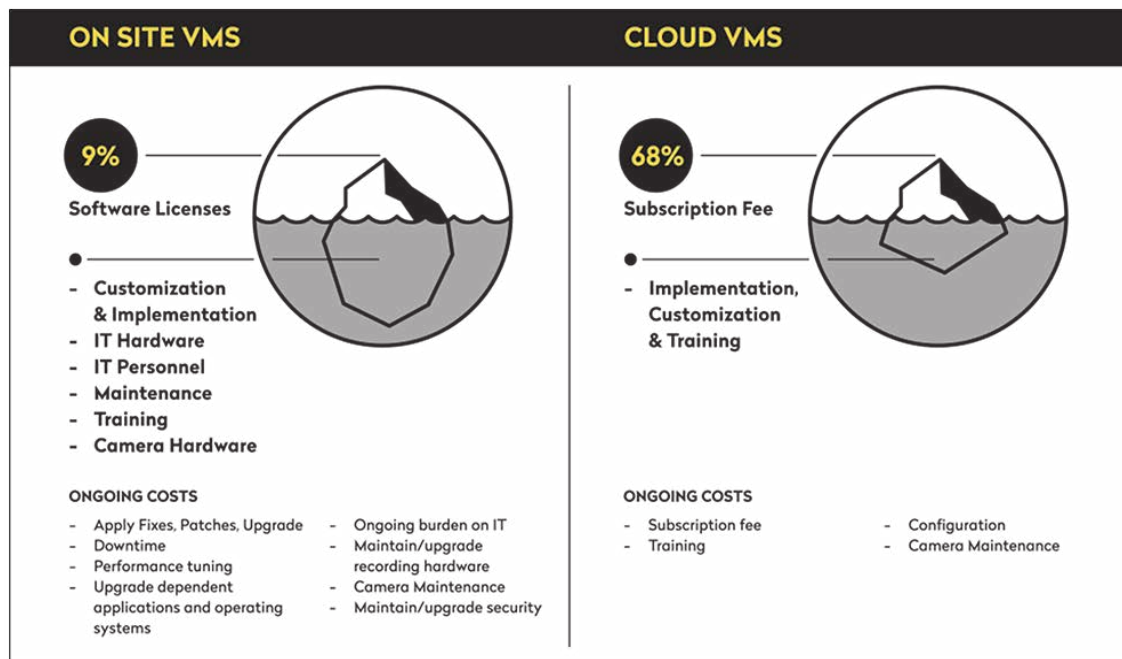 ON SITE VMS
9%
Software Licenses
- Customization
& Implementation
- IT Hardware
- IT Personnel
- Maintenance
- Training
- Camera Hardware
ONGOING COSTS
- Apply Fixes, Patches, Upgrade
- Downtime
- Performance tuning
- Upgrade dependent
applications and operating
systems
- Ongoing burden on IT
- Maintain/upgrade
recording hardware
- Camera Maintenance
- Maintain/upgrade security
CLOUD VMS
68%
Subscription Fee
- Implementation,
Customization
& Training
ONGOING COSTS
- Subscription fee
- Training
- Configuration
- Camera Maintenance